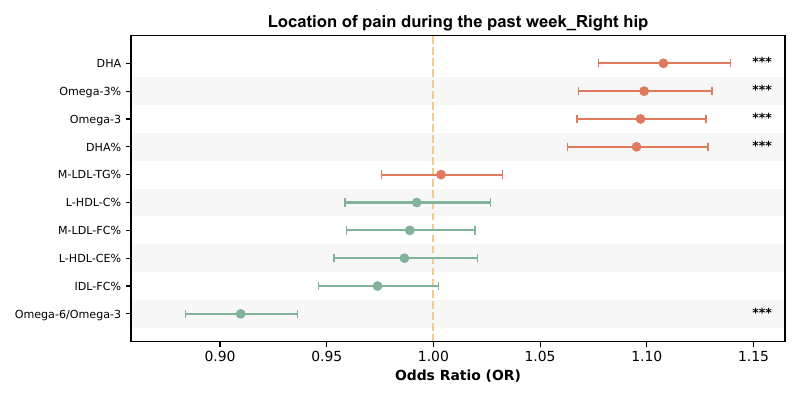 Location of pain during the past week_Right hip
DHA ***
Omega-3% ***
Omega-3 ***
DHA% ***
M-LDL-TG%
L-HDL-C%
M-LDL-FC%
L-HDL-CE%
IDL-FC%
Omega-6/Omega-3 ***
0.90 0.95 1.00 1.05 1.10 1.15
Odds Ratio (OR)